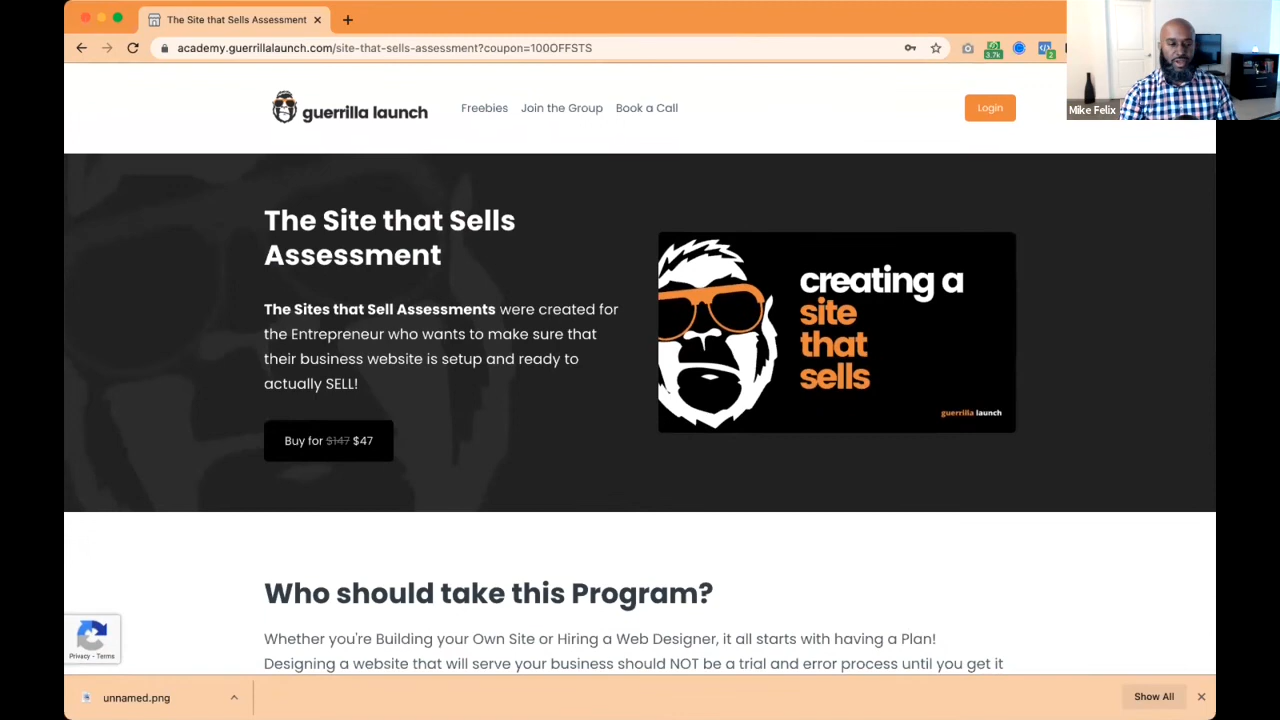 The Site that Sells Assessment
academy.guerrillalaunch.com/site-that-sells-assessment?coupon=100OFFSTS
3.7k
2
Mike Felix
guerrilla launch
Freebies
Join the Group
Book a Call
Login
The Site that Sells
Assessment
The Sites that Sell Assessments were created for
the Entrepreneur who wants to make sure that
their business website is setup and ready to
actually SELL!
Buy for $147 $47
creating a
site
that
sells
guerrilla launch
Who should take this Program?
Whether you're Building your Own Site or Hiring a Web Designer, it all starts with having a Plan!
Designing a website that will serve your business should NOT be a trial and error process until you get it
Privacy - Terms
unnamed.png
Show All